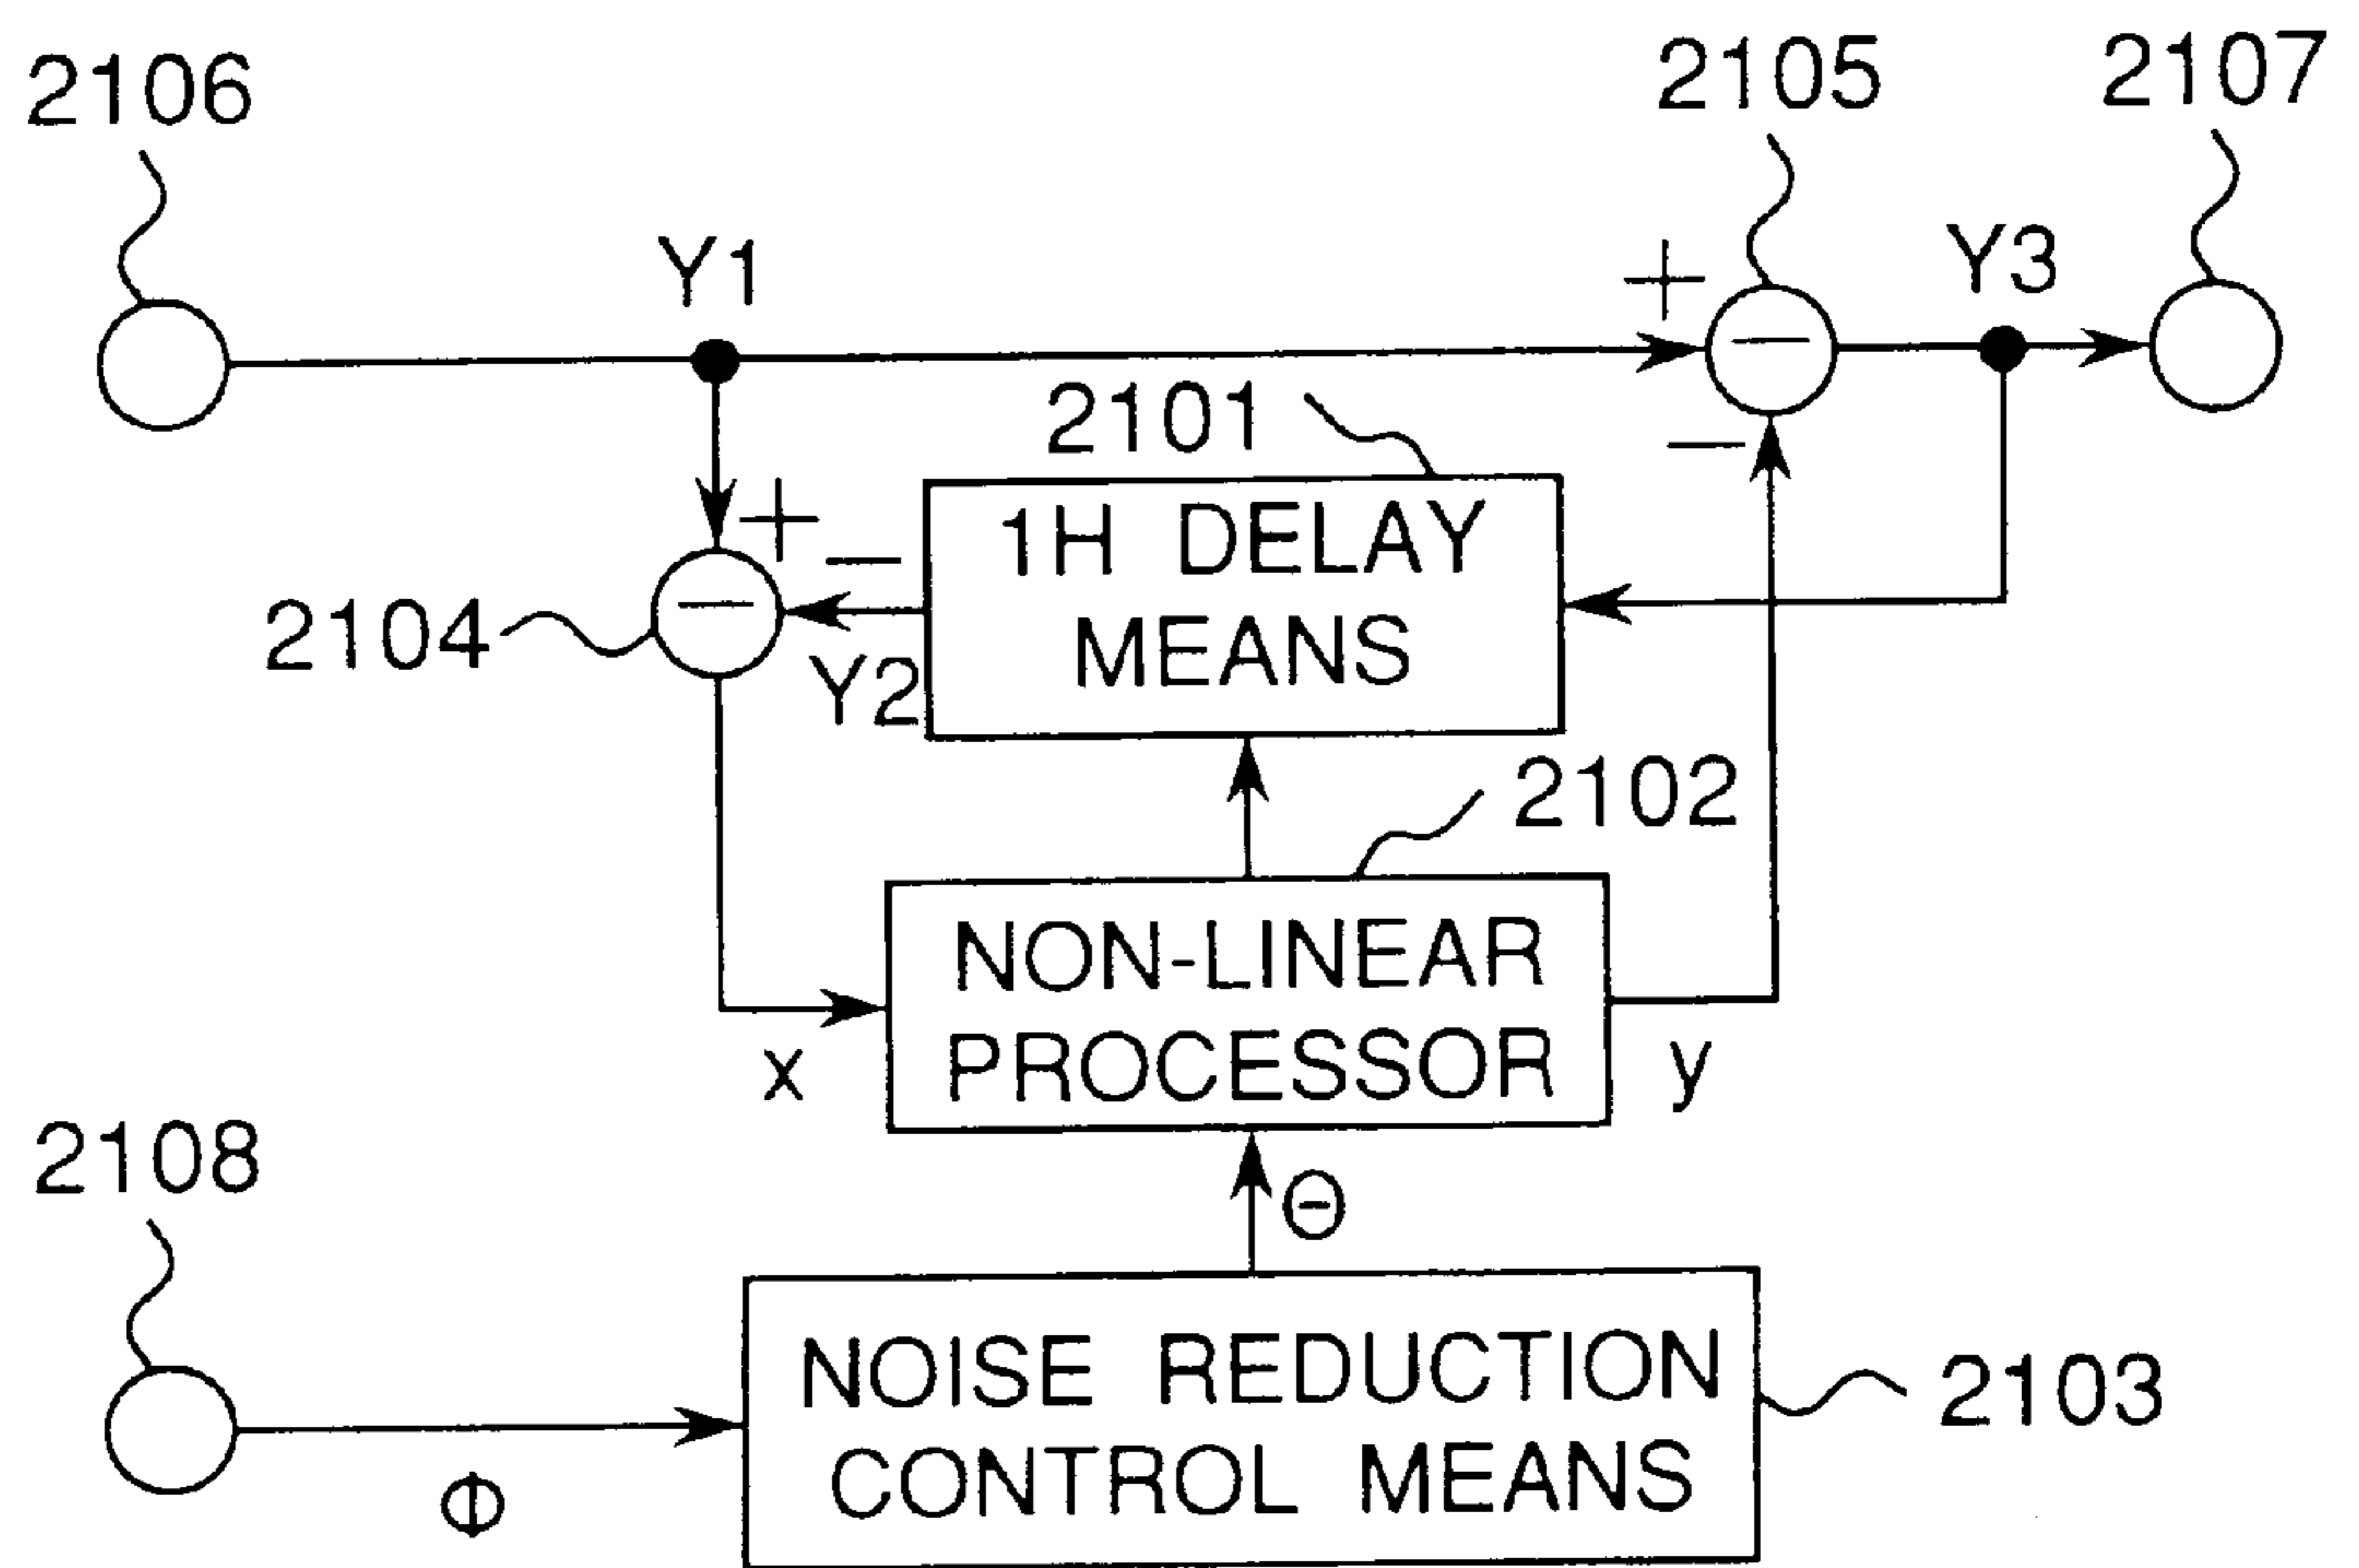 2106
2105
2107
Y1
+
Y3
2101
−
+
−
1H DELAY
MEANS
2104
Y2
2102
NON-LINEAR
PROCESSOR
x
y
2108
Θ
NOISE REDUCTION
CONTROL MEANS
2103
Φ